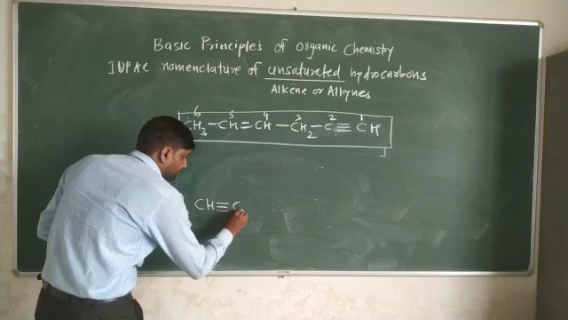 Basic Principles of Organic Chemistry
IUPAC nomenclature of unsaturated hydrocarbons
Alkene or Alkynes
6 5 4 3 2 1
CH3-CH=CH-CH2-C≡CH
CH≡C